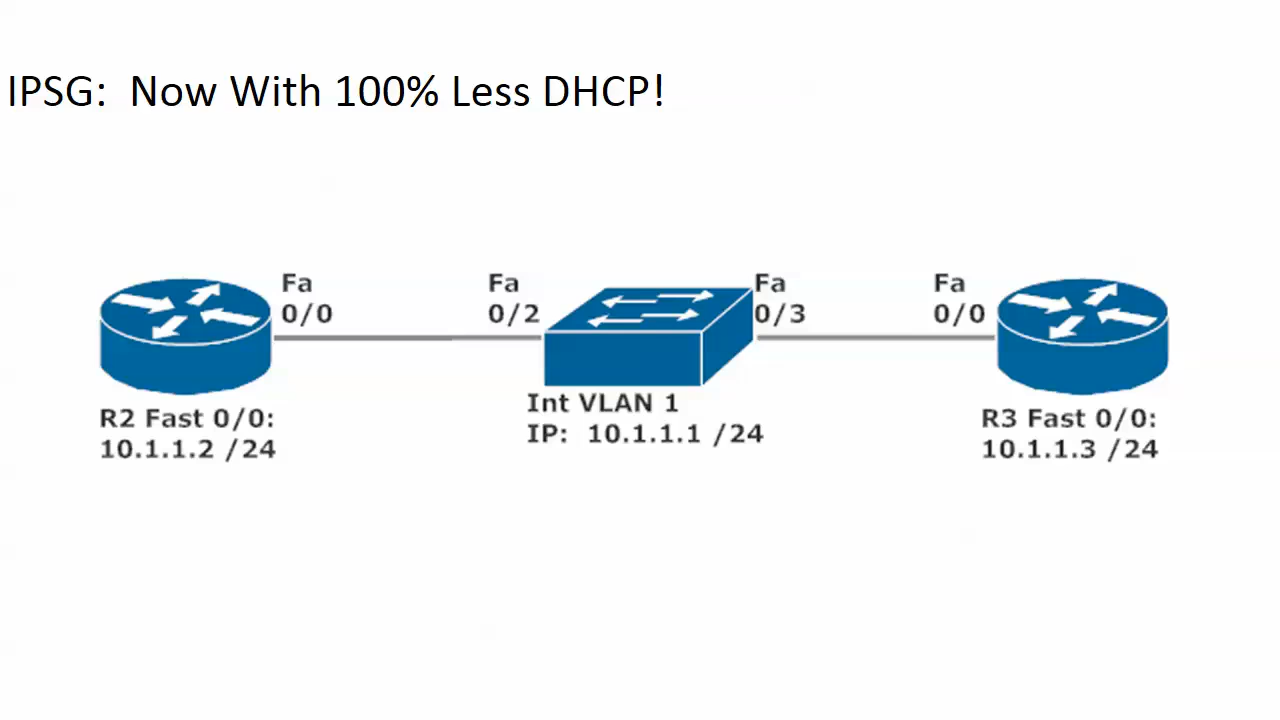 IPSG:  Now With 100% Less DHCP!
Fa
0/0
Fa
0/2
Fa
0/3
Fa
0/0
R2 Fast 0/0:
10.1.1.2 /24
Int VLAN 1
IP:  10.1.1.1 /24
R3 Fast 0/0:
10.1.1.3 /24